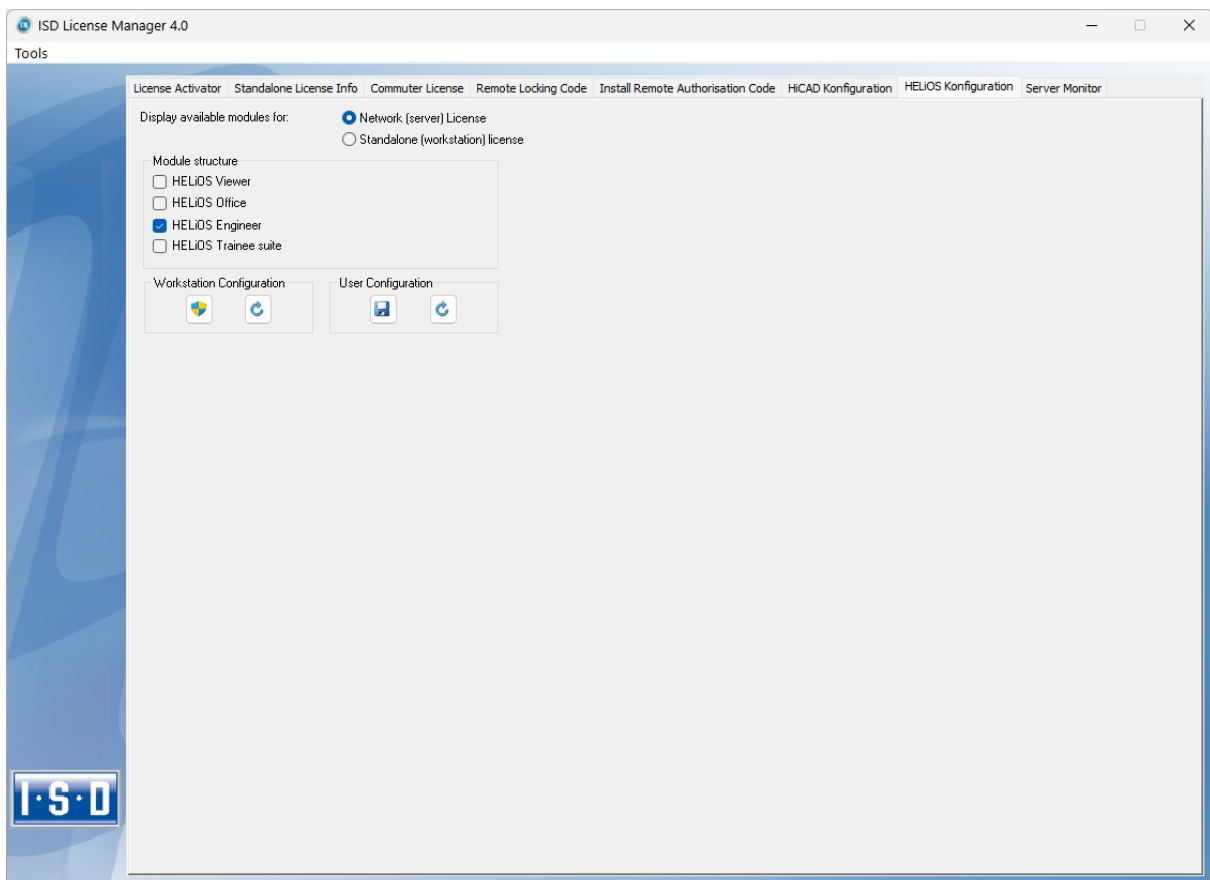 ISD License Manager 4.0
Tools
License Activator Standalone License Info Commuter License Remote Locking Code Install Remote Authorisation Code HiCAD Konfiguration HELiOS Konfiguration Server Monitor
Display available modules for: Network (server) License
Standalone (workstation) license
Module structure
HELiOS Viewer
HELiOS Office
HELiOS Engineer
HELiOS Trainee suite
Workstation Configuration User Configuration
I·S·D